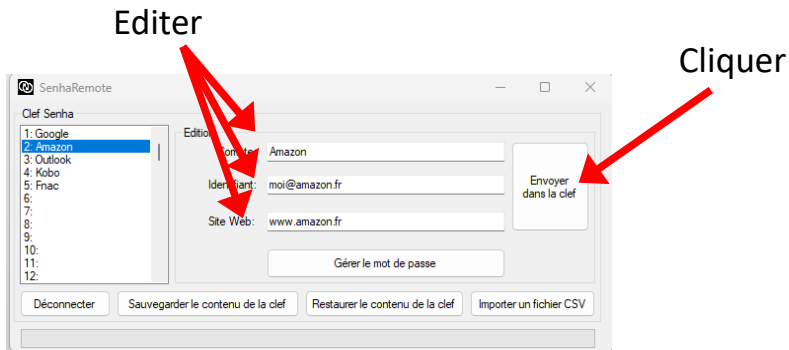 Editer
Cliquer
SenhaRemote
Clef Senha
1: Google
2: Amazon
3: Outlook
4: Kobo
5: Fnac
6:
7:
8:
9:
10:
11:
12:
Edition
Compte: Amazon
Identifiant: moi@amazon.fr
Site Web: www.amazon.fr
Envoyer
dans la clef
Gérer le mot de passe
Déconnecter Sauvegarder le contenu de la clef Restaurer le contenu de la clef Importer un fichier CSV